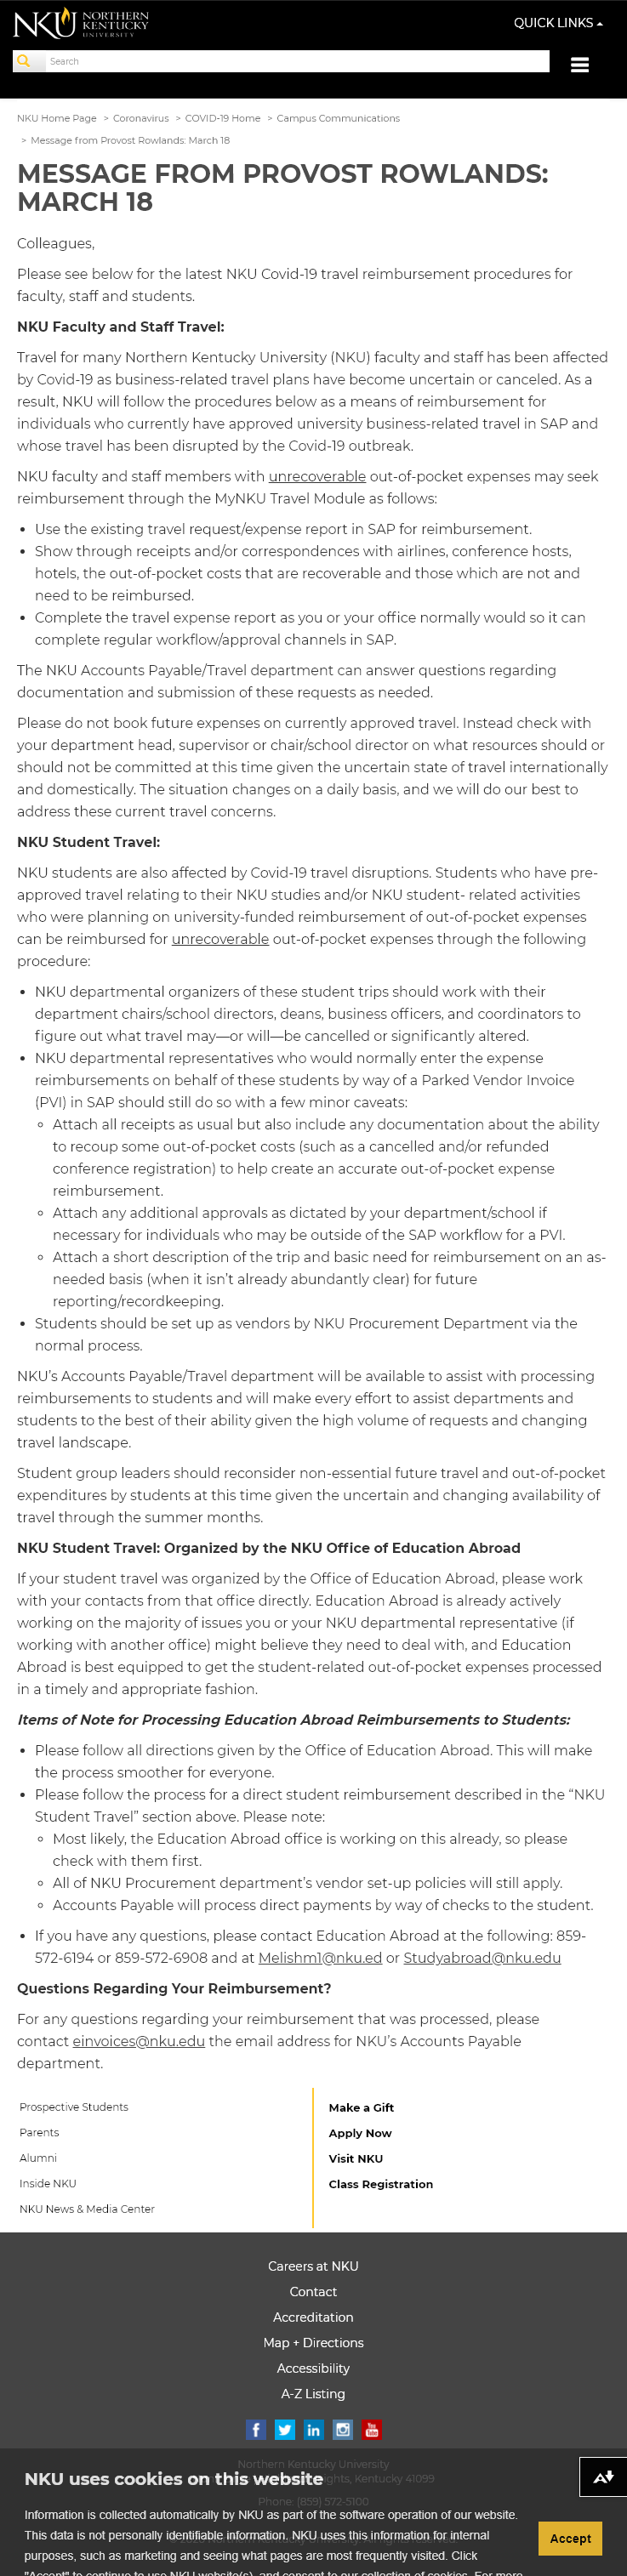 NKU NORTHERN
KENTUCKY
UNIVERSITY
QUICK LINKS
Search
NKU Home Page > Coronavirus > COVID-19 Home > Campus Communications
> Message from Provost Rowlands: March 18
MESSAGE FROM PROVOST ROWLANDS:
MARCH 18
Colleagues,
Please see below for the latest NKU Covid-19 travel reimbursement procedures for
faculty, staff and students.
NKU Faculty and Staff Travel:
Travel for many Northern Kentucky University (NKU) faculty and staff has been affected
by Covid-19 as business-related travel plans have become uncertain or canceled. As a
result, NKU will follow the procedures below as a means of reimbursement for
individuals who currently have approved university business-related travel in SAP and
whose travel has been disrupted by the Covid-19 outbreak.
NKU faculty and staff members with unrecoverable out-of-pocket expenses may seek
reimbursement through the MyNKU Travel Module as follows:
• Use the existing travel request/expense report in SAP for reimbursement.
• Show through receipts and/or correspondences with airlines, conference hosts,
hotels, the out-of-pocket costs that are recoverable and those which are not and
need to be reimbursed.
• Complete the travel expense report as you or your office normally would so it can
complete regular workflow/approval channels in SAP.
The NKU Accounts Payable/Travel department can answer questions regarding
documentation and submission of these requests as needed.
Please do not book future expenses on currently approved travel. Instead check with
your department head, supervisor or chair/school director on what resources should or
should not be committed at this time given the uncertain state of travel internationally
and domestically. The situation changes on a daily basis, and we will do our best to
address these current travel concerns.
NKU Student Travel:
NKU students are also affected by Covid-19 travel disruptions. Students who have pre-
approved travel relating to their NKU studies and/or NKU student- related activities
who were planning on university-funded reimbursement of out-of-pocket expenses
can be reimbursed for unrecoverable out-of-pocket expenses through the following
procedure:
• NKU departmental organizers of these student trips should work with their
department chairs/school directors, deans, business officers, and coordinators to
figure out what travel may—or will—be cancelled or significantly altered.
• NKU departmental representatives who would normally enter the expense
reimbursements on behalf of these students by way of a Parked Vendor Invoice
(PVI) in SAP should still do so with a few minor caveats:
◦ Attach all receipts as usual but also include any documentation about the ability
to recoup some out-of-pocket costs (such as a cancelled and/or refunded
conference registration) to help create an accurate out-of-pocket expense
reimbursement.
◦ Attach any additional approvals as dictated by your department/school if
necessary for individuals who may be outside of the SAP workflow for a PVI.
◦ Attach a short description of the trip and basic need for reimbursement on an as-
needed basis (when it isn’t already abundantly clear) for future
reporting/recordkeeping.
• Students should be set up as vendors by NKU Procurement Department via the
normal process.
NKU’s Accounts Payable/Travel department will be available to assist with processing
reimbursements to students and will make every effort to assist departments and
students to the best of their ability given the high volume of requests and changing
travel landscape.
Student group leaders should reconsider non-essential future travel and out-of-pocket
expenditures by students at this time given the uncertain and changing availability of
travel through the summer months.
NKU Student Travel: Organized by the NKU Office of Education Abroad
If your student travel was organized by the Office of Education Abroad, please work
with your contacts from that office directly. Education Abroad is already actively
working on the majority of issues you or your NKU departmental representative (if
working with another office) might believe they need to deal with, and Education
Abroad is best equipped to get the student-related out-of-pocket expenses processed
in a timely and appropriate fashion.
Items of Note for Processing Education Abroad Reimbursements to Students:
• Please follow all directions given by the Office of Education Abroad. This will make
the process smoother for everyone.
• Please follow the process for a direct student reimbursement described in the “NKU
Student Travel” section above. Please note:
◦ Most likely, the Education Abroad office is working on this already, so please
check with them first.
◦ All of NKU Procurement department’s vendor set-up policies will still apply.
◦ Accounts Payable will process direct payments by way of checks to the student.
• If you have any questions, please contact Education Abroad at the following: 859-
572-6194 or 859-572-6908 and at Melishm1@nku.ed or Studyabroad@nku.edu
Questions Regarding Your Reimbursement?
For any questions regarding your reimbursement that was processed, please
contact einvoices@nku.edu the email address for NKU’s Accounts Payable
department.
Prospective Students
Parents
Alumni
Inside NKU
NKU News & Media Center
Make a Gift
Apply Now
Visit NKU
Class Registration
Careers at NKU
Contact
Accreditation
Map + Directions
Accessibility
A-Z Listing
You Tube
Northern Kentucky University
Kentucky 41099
Phone: (859) 572-5100
NKU uses cookies on this website
Information is collected automatically by NKU as part of the software operation of our website.
This data is not personally identifiable information. NKU uses this information for internal
purposes, such as marketing and seeing what pages are most frequently visited. Click
"Accept" to continue to use NKU website(s), and consent to our collection of cookies. For more
Accept